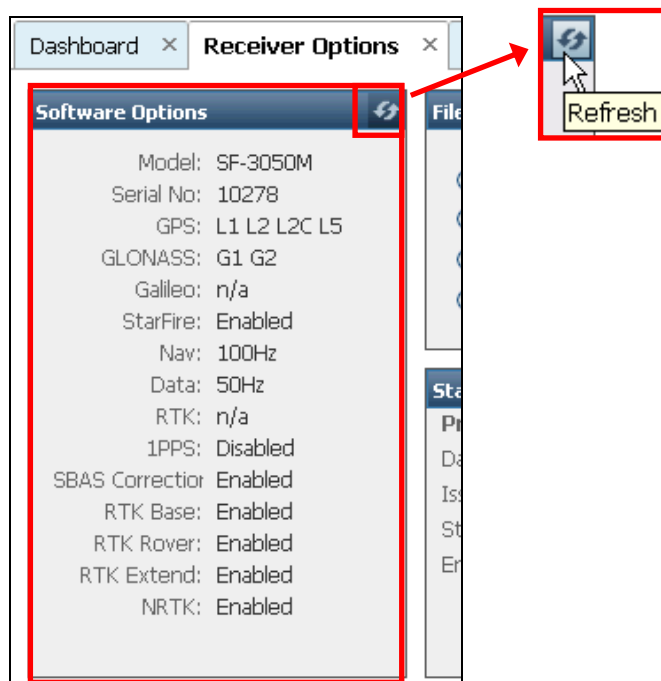 Dashboard × Receiver Options ×
Refresh
Software Options
File
Model: SF-3050M
Serial No: 10278
GPS: L1 L2 L2C L5
GLONASS: G1 G2
Galileo: n/a
StarFire: Enabled
Nav: 100Hz
Data: 50Hz
RTK: n/a
1PPS: Disabled
SBAS Correction Enabled
RTK Base: Enabled
RTK Rover: Enabled
RTK Extend: Enabled
NRTK: Enabled